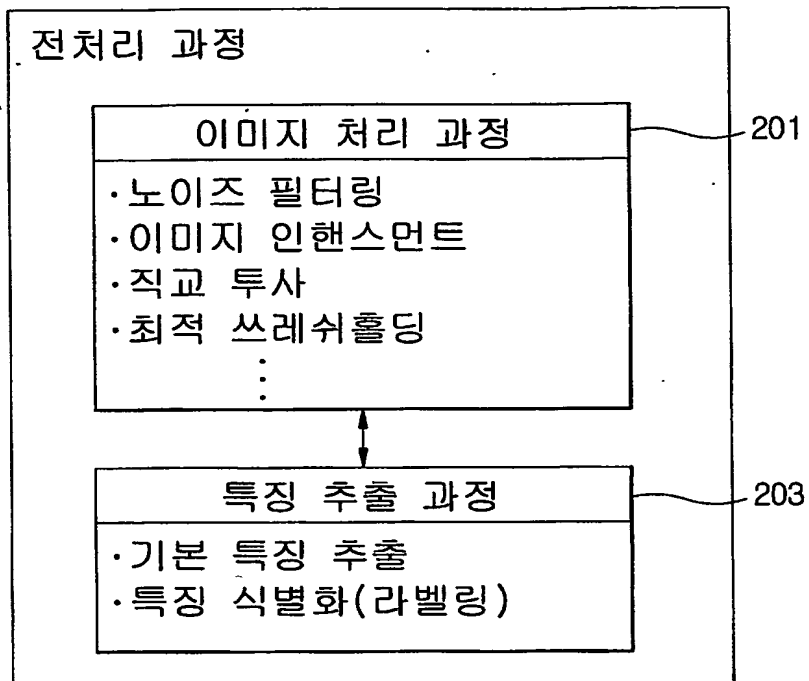 전처리 과정
이미지 처리 과정
201
·노이즈 필터링
·이미지 인핸스먼트
·직교 투사
·최적 쓰레쉬홀딩
⋮
특징 추출 과정
203
·기본 특징 추출
·특징 식별화(라벨링)